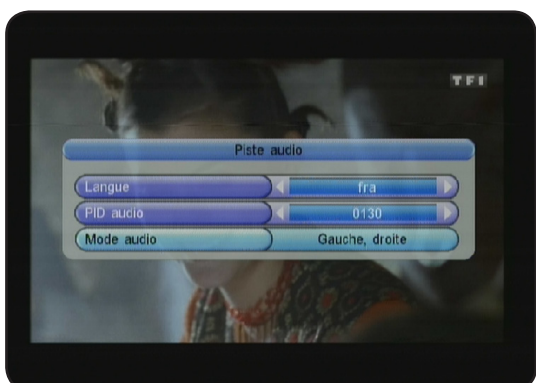 TF1
Piste audio
Langue fra
PID audio 0130
Mode audio Gauche, droite